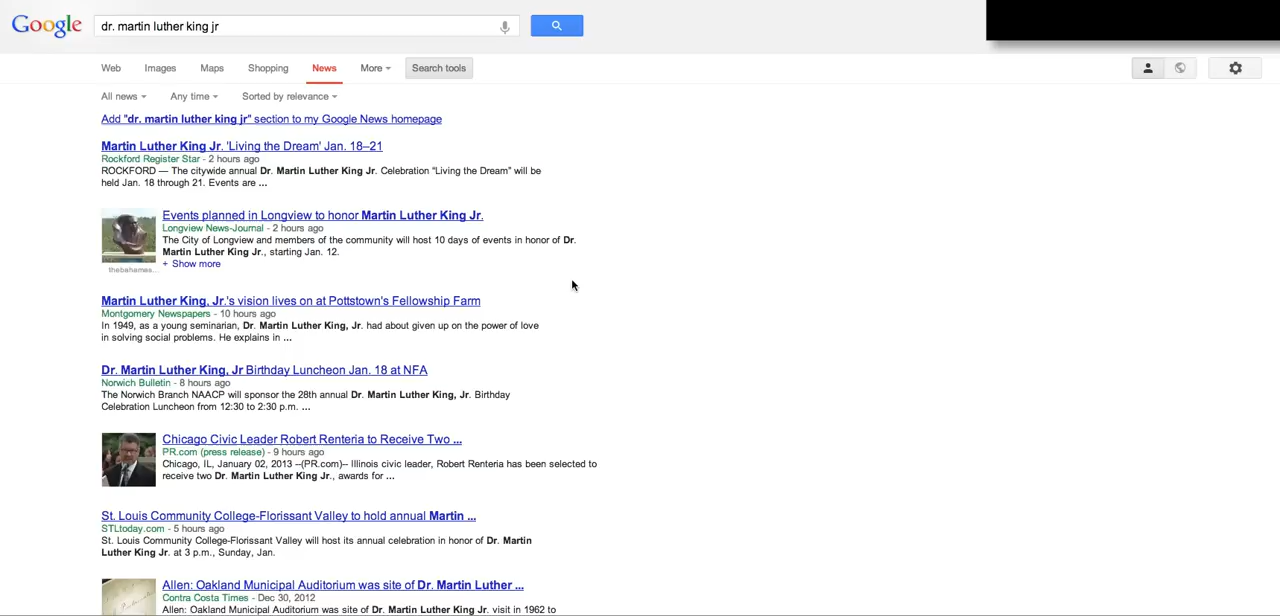 Google dr. martin luther king jr
Web Images Maps Shopping News More Search tools
All news Any time Sorted by relevance
Add "dr. martin luther king jr" section to my Google News homepage
Martin Luther King Jr. 'Living the Dream' Jan. 18–21
Rockford Register Star - 2 hours ago
ROCKFORD — The citywide annual Dr. Martin Luther King Jr. Celebration "Living the Dream" will be
held Jan. 18 through 21. Events are ...
Events planned in Longview to honor Martin Luther King Jr.
Longview News-Journal - 2 hours ago
The City of Longview and members of the community will host 10 days of events in honor of Dr.
Martin Luther King Jr., starting Jan. 12.
+ Show more
thebahamas...
Martin Luther King, Jr.'s vision lives on at Pottstown's Fellowship Farm
Montgomery Newspapers - 10 hours ago
In 1949, as a young seminarian, Dr. Martin Luther King, Jr. had about given up on the power of love
in solving social problems. He explains in ...
Dr. Martin Luther King, Jr Birthday Luncheon Jan. 18 at NFA
Norwich Bulletin - 8 hours ago
The Norwich Branch NAACP will sponsor the 28th annual Dr. Martin Luther King, Jr. Birthday
Celebration Luncheon from 12:30 to 2:30 p.m. ...
Chicago Civic Leader Robert Renteria to Receive Two ...
PR.com (press release) - 9 hours ago
Chicago, IL, January 02, 2013 --(PR.com)-- Illinois civic leader, Robert Renteria has been selected to
receive two Dr. Martin Luther King Jr., awards for ...
St. Louis Community College-Florissant Valley to hold annual Martin ...
STLtoday.com - 5 hours ago
St. Louis Community College-Florissant Valley will host its annual celebration in honor of Dr. Martin
Luther King Jr. at 3 p.m., Sunday, Jan.
Allen: Oakland Municipal Auditorium was site of Dr. Martin Luther ...
Contra Costa Times - Dec 30, 2012
Allen: Oakland Municipal Auditorium was site of Dr. Martin Luther King Jr. visit in 1962 to